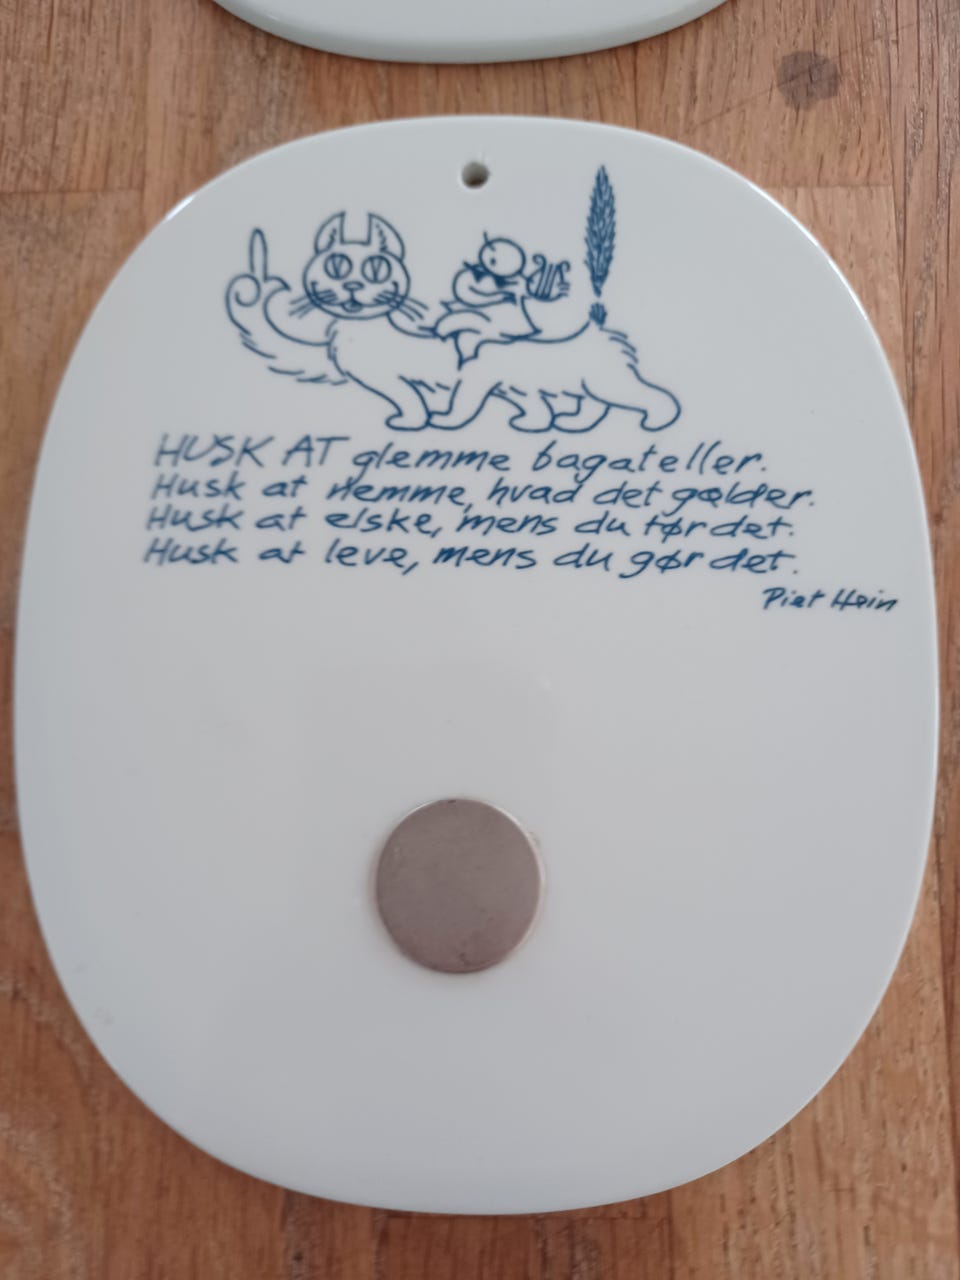 HUSK AT glemme bagateller.
Husk at nemme, hvad det gælder.
Husk at elske, mens du tør det.
Husk at leve, mens du gør det.
Piet Hein